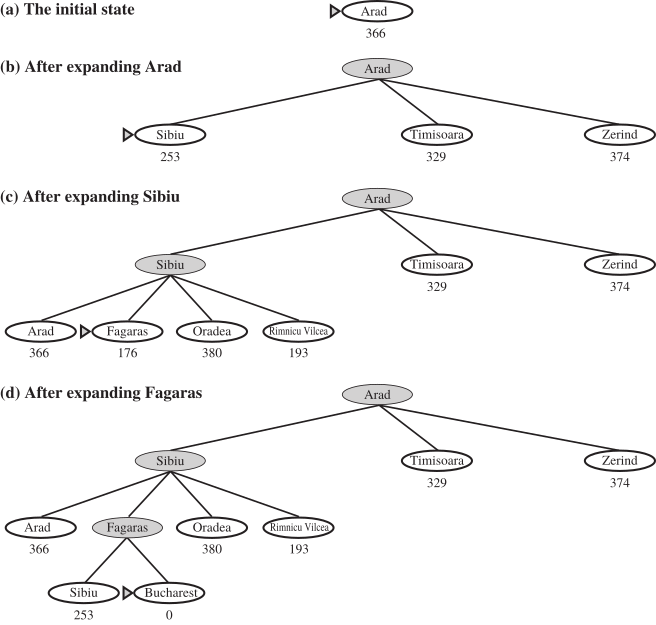 (a) The initial state
Arad
366
(b) After expanding Arad
Arad
Sibiu Timisoara Zerind
253 329 374
(c) After expanding Sibiu
Arad
Sibiu Timisoara Zerind
329 374
Arad Fagaras Oradea Rimnicu Vilcea
366 176 380 193
(d) After expanding Fagaras
Arad
Sibiu Timisoara Zerind
329 374
Arad Fagaras Oradea Rimnicu Vilcea
366 380 193
Sibiu Bucharest
253 0